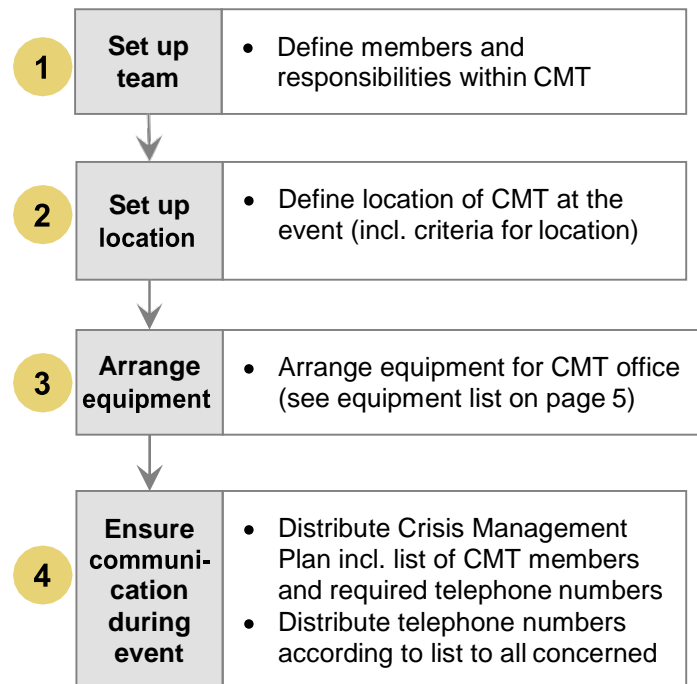 1
Set up
team
• Define members and
responsibilities within CMT
2
Set up
location
• Define location of CMT at the
event (incl. criteria for location)
3
Arrange
equipment
• Arrange equipment for CMT office
(see equipment list on page 5)
4
Ensure
communi-
cation
during
event
• Distribute Crisis Management
Plan incl. list of CMT members
and required telephone numbers
• Distribute telephone numbers
according to list to all concerned